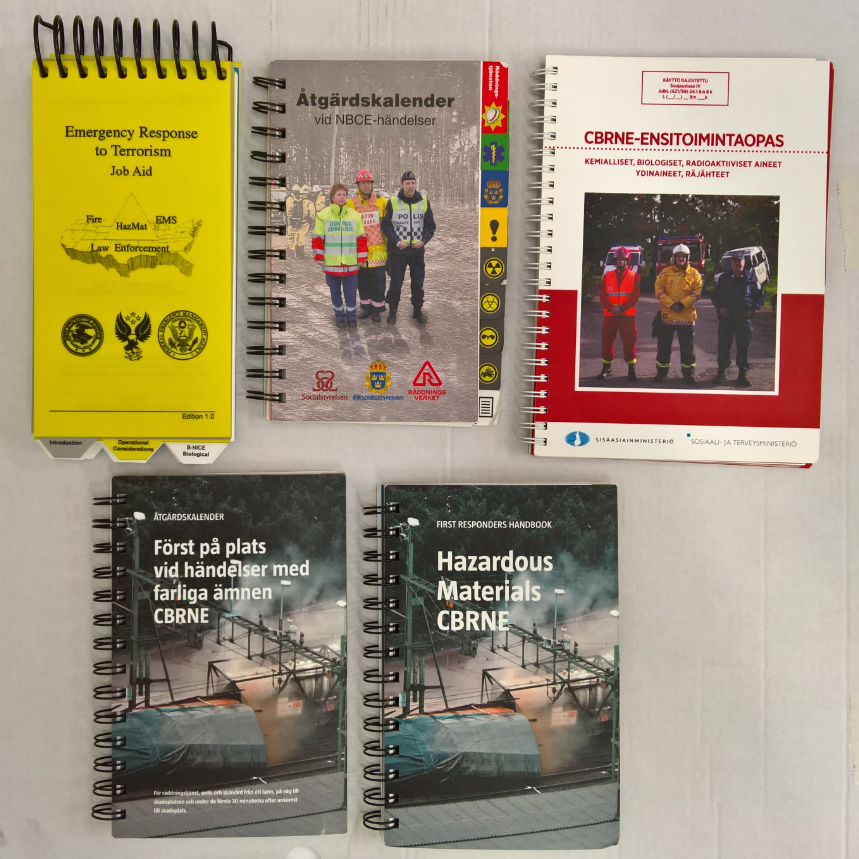 Emergency Response
to Terrorism
Job Aid
Fire
HazMat
EMS
Law Enforcement
Edition 1.0
Introduction
Operational
Considerations
B-NICE
Biological
Åtgärdskalender
vid NBCE-händelser
Räddnings-
tjänsten
POLIS
Socialstyrelsen
Rikspolisstyrelsen
RÄDDNINGS
VERKET
KÄYTTÖ RAJOITETTU
Suojaustaso IV
JulkL (621/99) 24.1 § n:o 8 k
CBRNE-ENSITOIMINTAOPAS
KEMIALLISET, BIOLOGISET, RADIOAKTIIVISET AINEET
YDINAINEET, RÄJÄHTEET
SISÄASIAINMINISTERIÖ
SOSIAALI- JA TERVEYSMINISTERIÖ
ÅTGÄRDSKALENDER
Först på plats
vid händelser med
farliga ämnen
CBRNE
För räddningstjänst, polis och sjukvård från ett larm, på väg till
skadeplatsen och under de första 30 minuterna efter ankomst
till skadeplats.
FIRST RESPONDERS HANDBOOK
Hazardous
Materials
CBRNE